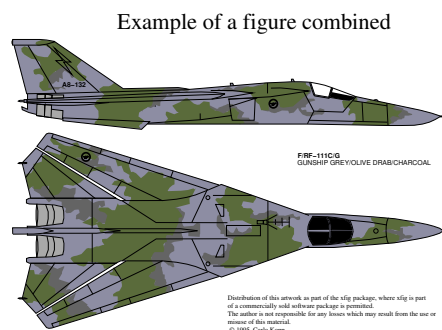 Example of a figure combined
A8-132
F/RF-111C/G
GUNSHIP GREY/OLIVE DRAB/CHARCOAL
Distribution of this artwork as part of the xfig package, where xfig is part
of a commercially sold software package is permitted.
The author is not responsible for any losses which may result from the use or
misuse of this material.